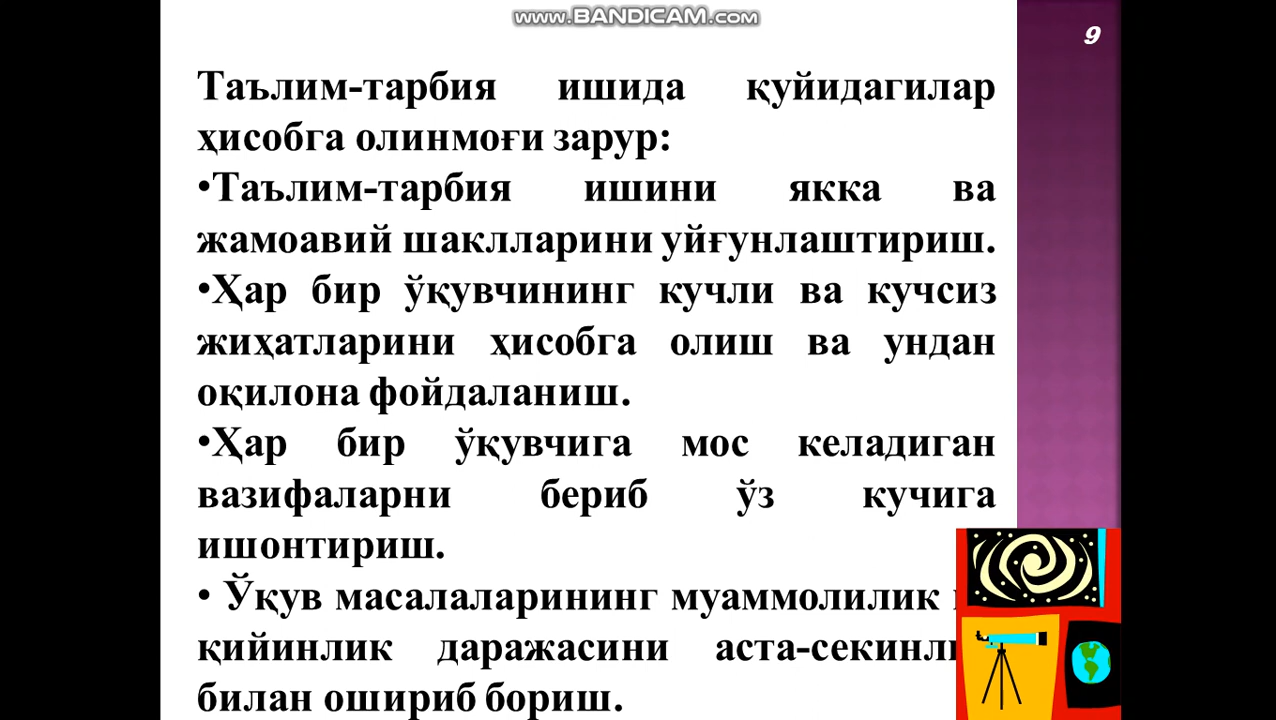 www.BANDICAM.com
9
Таълим-тарбия ишида қуйидагилар
ҳисобга олинмоғи зарур:
•Таълим-тарбия ишини якка ва
жамоавий шаклларини уйғунлаштириш.
•Ҳар бир ўқувчининг кучли ва кучсиз
жиҳатларини ҳисобга олиш ва ундан
оқилона фойдаланиш.
•Ҳар бир ўқувчига мос келадиган
вазифаларни бериб ўз кучига
ишонтириш.
• Ўқув масалаларининг муаммолилик
қийинлик даражасини
билан ошириб бориш.